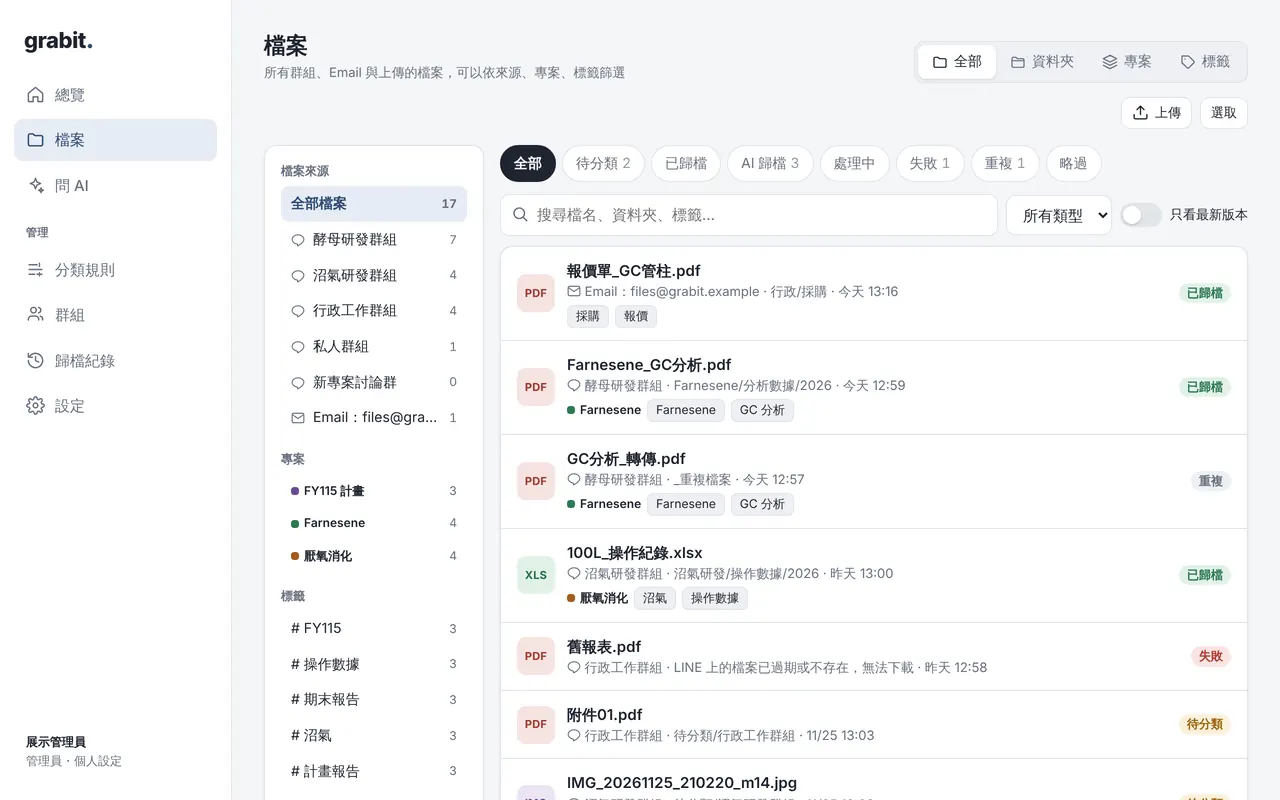 grabit.
總覽
檔案
問 AI
管理
分類規則
群組
歸檔紀錄
設定
展示管理員
管理員・個人設定
檔案
所有群組、Email 與上傳的檔案，可以依來源、專案、標籤篩選
全部 資料夾 專案 標籤
上傳 選取
檔案來源
全部檔案 17
酵母研發群組 7
沼氣研發群組 4
行政工作群組 4
私人群組 1
新專案討論群 0
Email：files@gra... 1
專案
FY115 計畫 3
Farnesene 4
厭氧消化 4
標籤
# FY115 3
# 操作數據 3
# 期末報告 3
# 沼氣 3
# 計畫報告 3
全部 待分類 2 已歸檔 AI 歸檔 3 處理中 失敗 1 重複 1 略過
搜尋檔名、資料夾、標籤... 所有類型 只看最新版本
PDF
報價單_GC管柱.pdf
Email：files@grabit.example · 行政/採購 · 今天 13:16
採購 報價
已歸檔
PDF
Farnesene_GC分析.pdf
酵母研發群組 · Farnesene/分析數據/2026 · 今天 12:59
Farnesene Farnesene GC 分析
已歸檔
PDF
GC分析_轉傳.pdf
酵母研發群組 · _重複檔案 · 今天 12:57
Farnesene Farnesene GC 分析
重複
XLS
100L_操作紀錄.xlsx
沼氣研發群組 · 沼氣研發/操作數據/2026 · 昨天 13:00
厭氧消化 沼氣 操作數據
已歸檔
PDF
舊報表.pdf
行政工作群組 · LINE 上的檔案已過期或不存在，無法下載 · 昨天 12:58
失敗
PDF
附件01.pdf
行政工作群組 · 待分類/行政工作群組 · 11/25 13:03
待分類
IMG_20261125_210220_m14.jpg